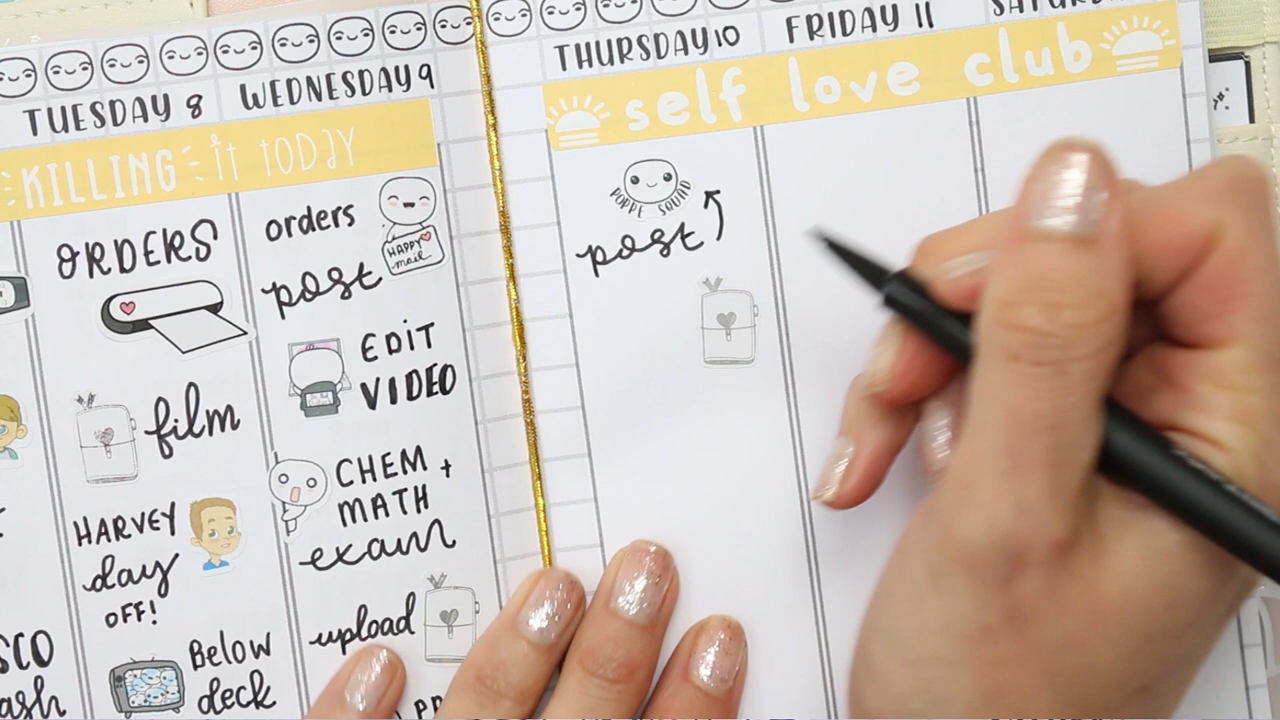 TUESDAY 8
WEDNESDAY 9
THURSDAY 10
FRIDAY 11
KILLING it TODAY
self love club
ORDERS
film
HARVEY
day
OFF!
Below
deck
orders
HAPPY
mail
post
EDIT
VIDEO
CHEM +
MATH
exam
upload
POPPE SQUAD
post